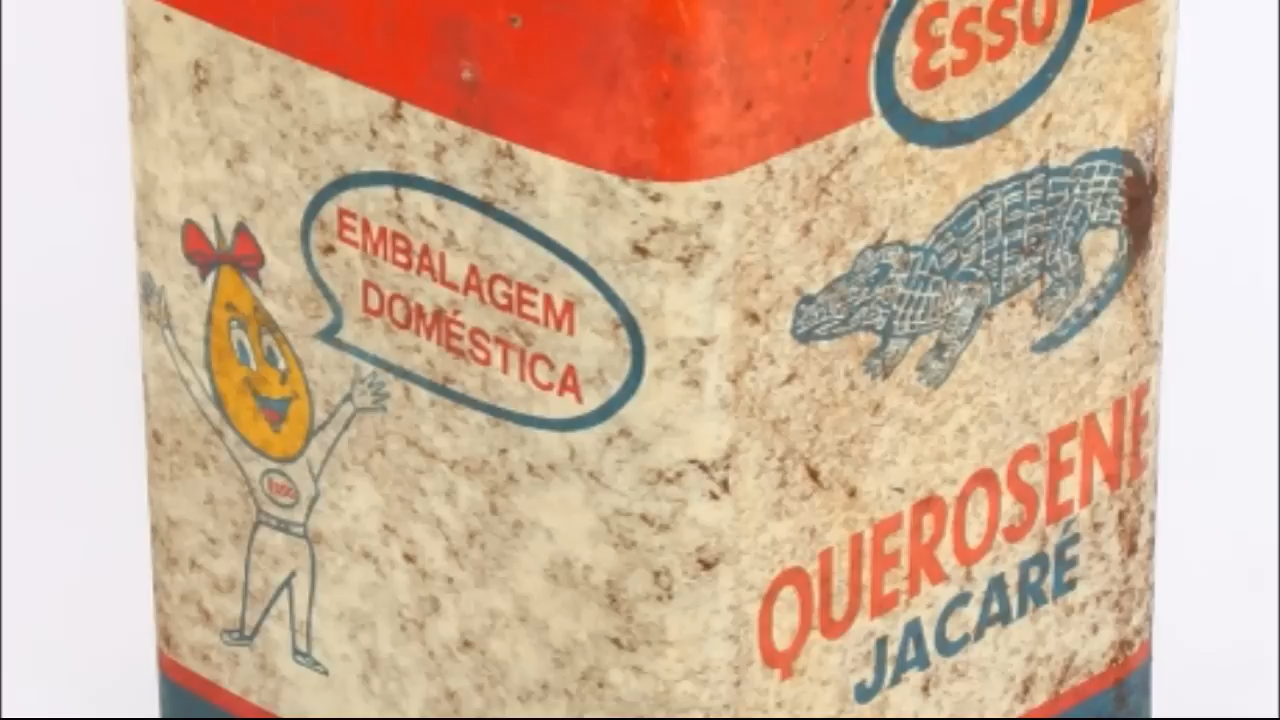 Esso
EMBALAGEM
DOMÉSTICA
Esso
QUEROSENE
JACARÉ